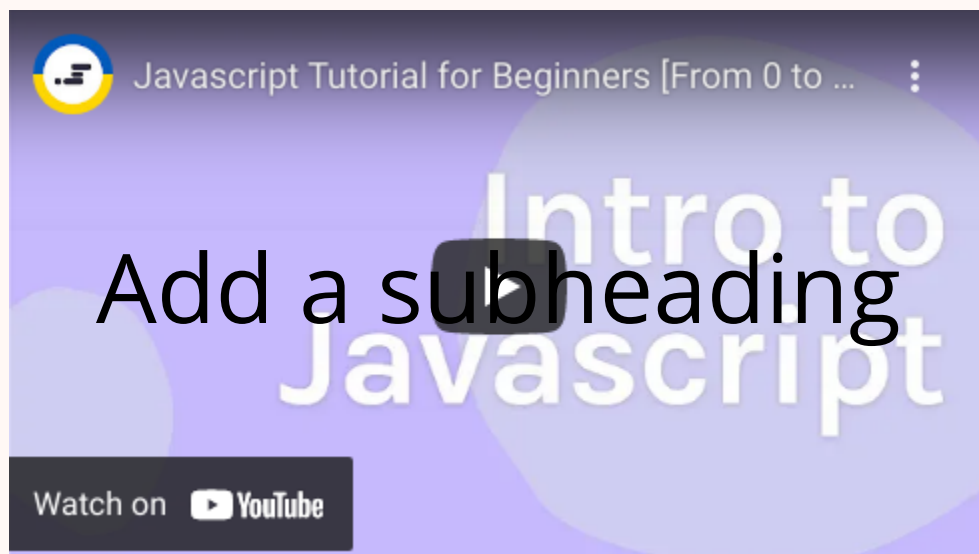 Javascript Tutorial for Beginners [From 0 to ...
Intro to
Add a subheading
Javascript
Watch on YouTube